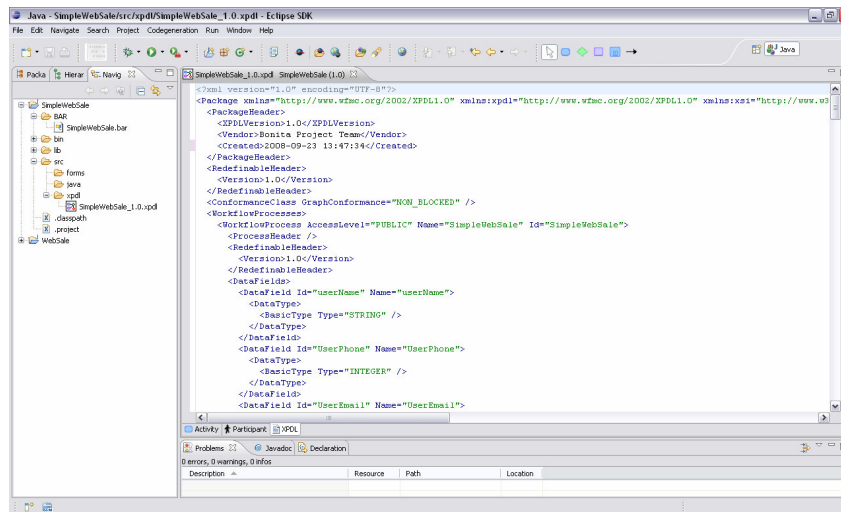 Java - SimpleWebSale/src/xpdl/SimpleWebSale_1.0.xpdl - Eclipse SDK
File Edit Navigate Search Project Codegeneration Run Window Help
Java
Packa Hierar Navig
SimpleWebSale_1.0.xpdl SimpleWebSale (1.0)
SimpleWebSale
BAR
SimpleWebSale.bar
bin
lib
src
forms
java
xpdl
SimpleWebSale_1.0.xpdl
.classpath
.project
WebSale
<?xml version="1.0" encoding="UTF-8"?>
<Package xmlns="http://www.wfmc.org/2002/XPDL1.0" xmlns:xpdl="http://www.wfmc.org/2002/XPDL1.0" xmlns:xsi="http://www.w3
<PackageHeader>
<XPDLVersion>1.0</XPDLVersion>
<Vendor>Bonita Project Team</Vendor>
<Created>2008-09-23 13:47:34</Created>
</PackageHeader>
<RedefinableHeader>
<Version>1.0</Version>
</RedefinableHeader>
<ConformanceClass GraphConformance="NON_BLOCKED" />
<WorkflowProcesses>
<WorkflowProcess AccessLevel="PUBLIC" Name="SimpleWebSale" Id="SimpleWebSale">
<ProcessHeader />
<RedefinableHeader>
<Version>1.0</Version>
</RedefinableHeader>
<DataFields>
<DataField Id="userName" Name="userName">
<DataType>
<BasicType Type="STRING" />
</DataType>
</DataField>
<DataField Id="UserPhone" Name="UserPhone">
<DataType>
<BasicType Type="INTEGER" />
</DataType>
</DataField>
<DataField Id="UserEmail" Name="UserEmail">
Activity Participant XPDL
Problems Javadoc Declaration
0 errors, 0 warnings, 0 infos
Description Resource Path Location